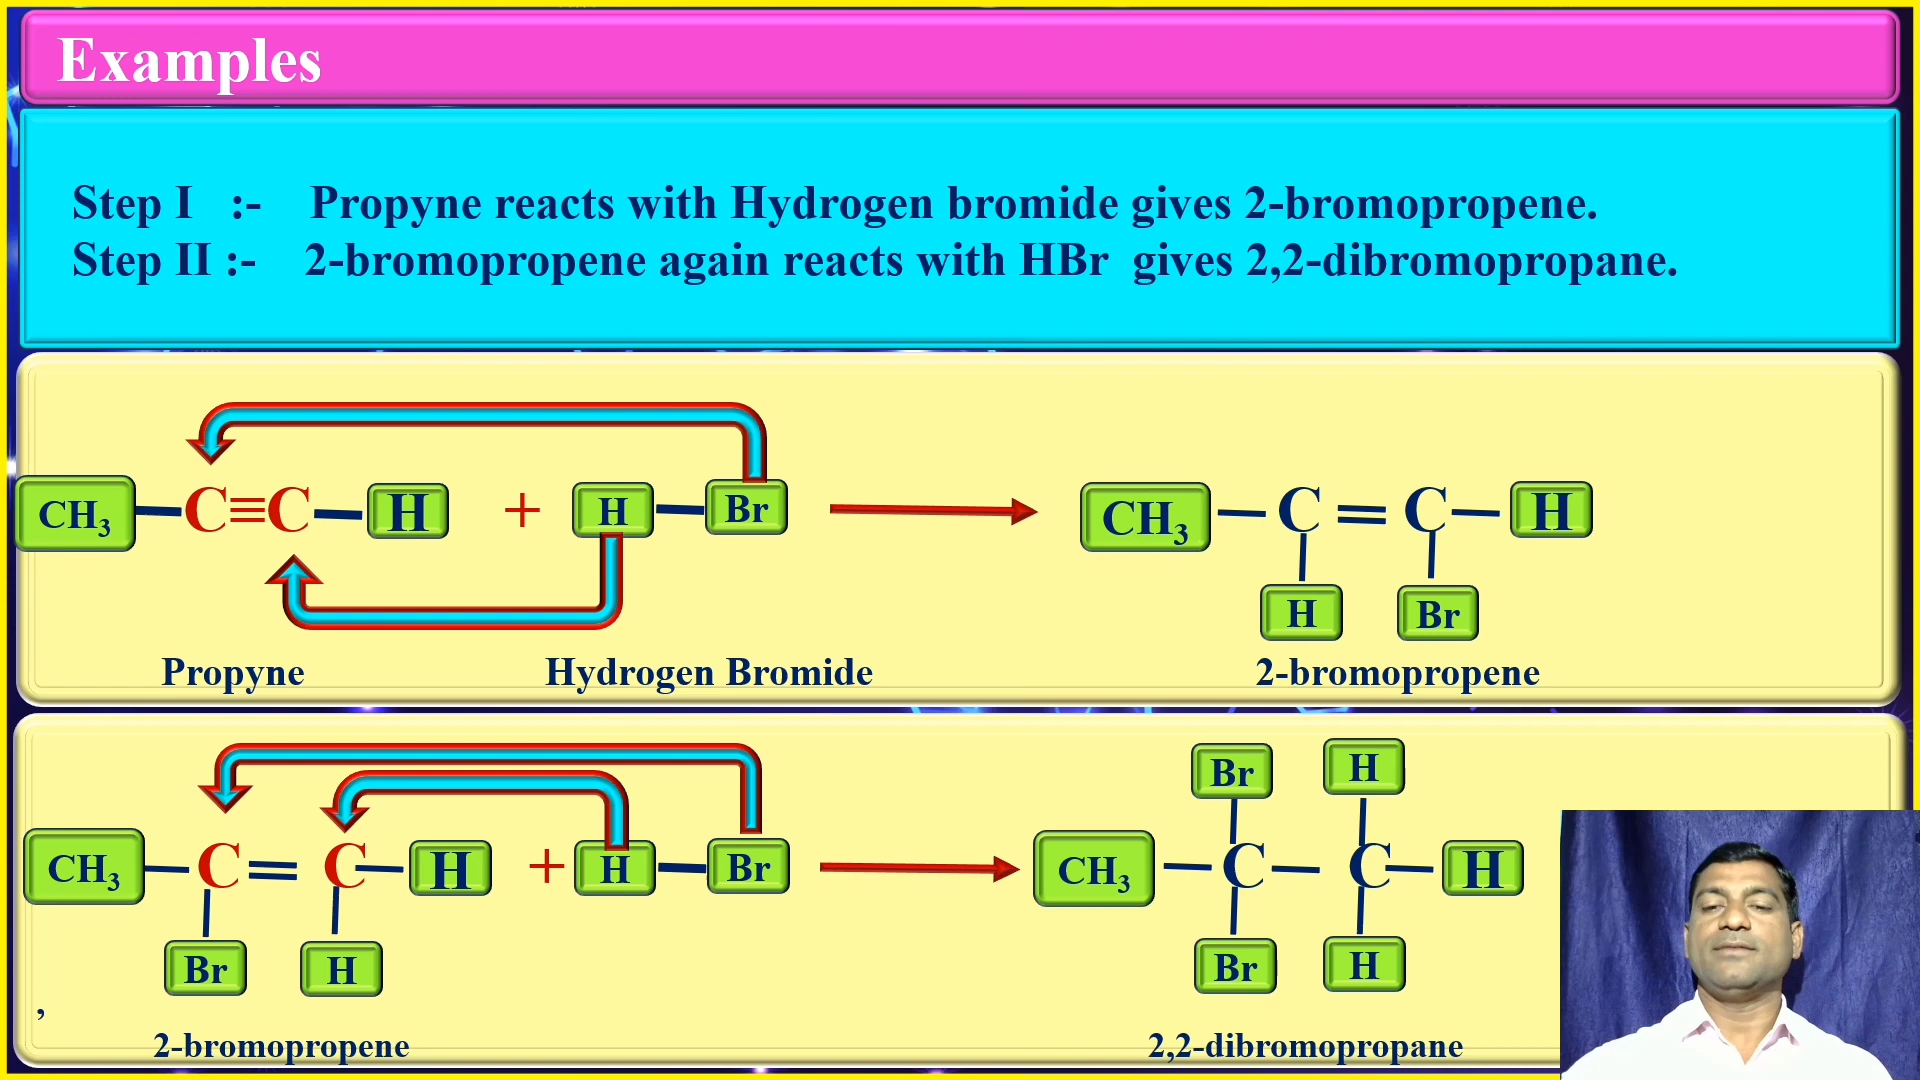 Examples
Step I :- Propyne reacts with Hydrogen bromide gives 2-bromopropene.
Step II :- 2-bromopropene again reacts with HBr gives 2,2-dibromopropane.
CH₃ C≡C H + H Br CH₃ C = C H
H Br
Propyne Hydrogen Bromide 2-bromopropene
Br H
CH₃ C = C H + H Br CH₃ C C H
Br H Br H
,
2-bromopropene 2,2-dibromopropane